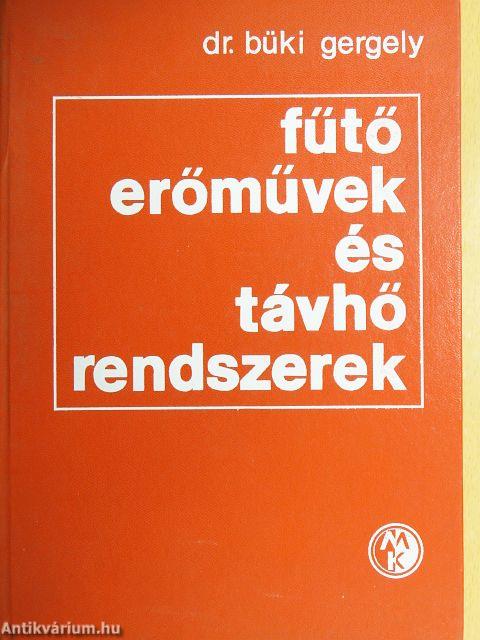 dr. büki gergely
fűtő
erőművek
és
távhő
rendszerek
MK
Antikvárium.hu